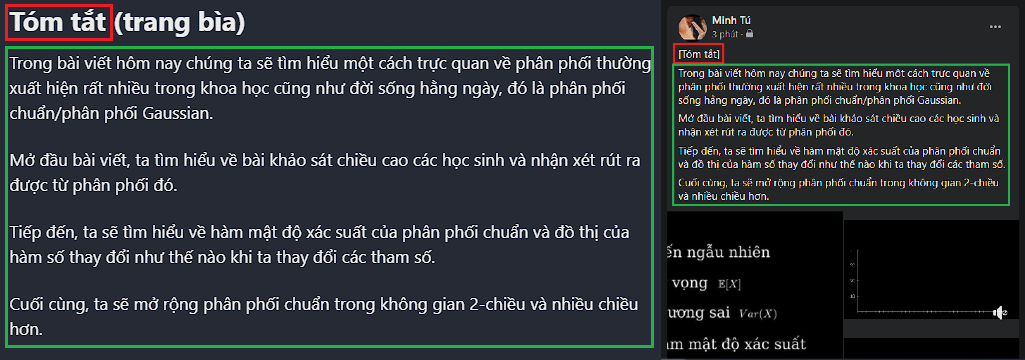 Tóm tắt (trang bìa)
Trong bài viết hôm nay chúng ta sẽ tìm hiểu một cách trực quan về phân phối thường
xuất hiện rất nhiều trong khoa học cũng như đời sống hằng ngày, đó là phân phối
chuẩn/phân phối Gaussian.
Mở đầu bài viết, ta tìm hiểu về bài khảo sát chiều cao các học sinh và nhận xét rút ra
được từ phân phối đó.
Tiếp đến, ta sẽ tìm hiểu về hàm mật độ xác suất của phân phối chuẩn và đồ thị của
hàm số thay đổi như thế nào khi ta thay đổi các tham số.
Cuối cùng, ta sẽ mở rộng phân phối chuẩn trong không gian 2-chiều và nhiều chiều
hơn.
Minh Tú
3 phút
[Tóm tắt]
Trong bài viết hôm nay chúng ta sẽ tìm hiểu một cách trực quan về
phân phối thường xuất hiện rất nhiều trong khoa học cũng như đời
sống hằng ngày, đó là phân phối chuẩn/phân phối Gaussian.
Mở đầu bài viết, ta tìm hiểu về bài khảo sát chiều cao các học sinh và
nhận xét rút ra được từ phân phối đó.
Tiếp đến, ta sẽ tìm hiểu về hàm mật độ xác suất của phân phối chuẩn
và đồ thị của hàm số thay đổi như thế nào khi ta thay đổi các tham số.
Cuối cùng, ta sẽ mở rộng phân phối chuẩn trong không gian 2-chiều
và nhiều chiều hơn.
ến ngẫu nhiên
vọng 𝔼[X]
ương sai Var(X)
àm mật độ xác suất